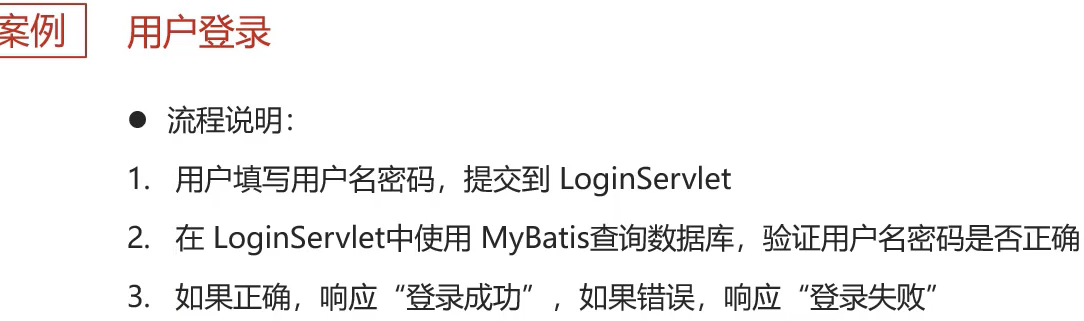 案例
用户登录
● 流程说明：
1. 用户填写用户名密码，提交到 LoginServlet
2. 在 LoginServlet中使用 MyBatis查询数据库，验证用户名密码是否正确
3. 如果正确，响应“登录成功”，如果错误，响应“登录失败”